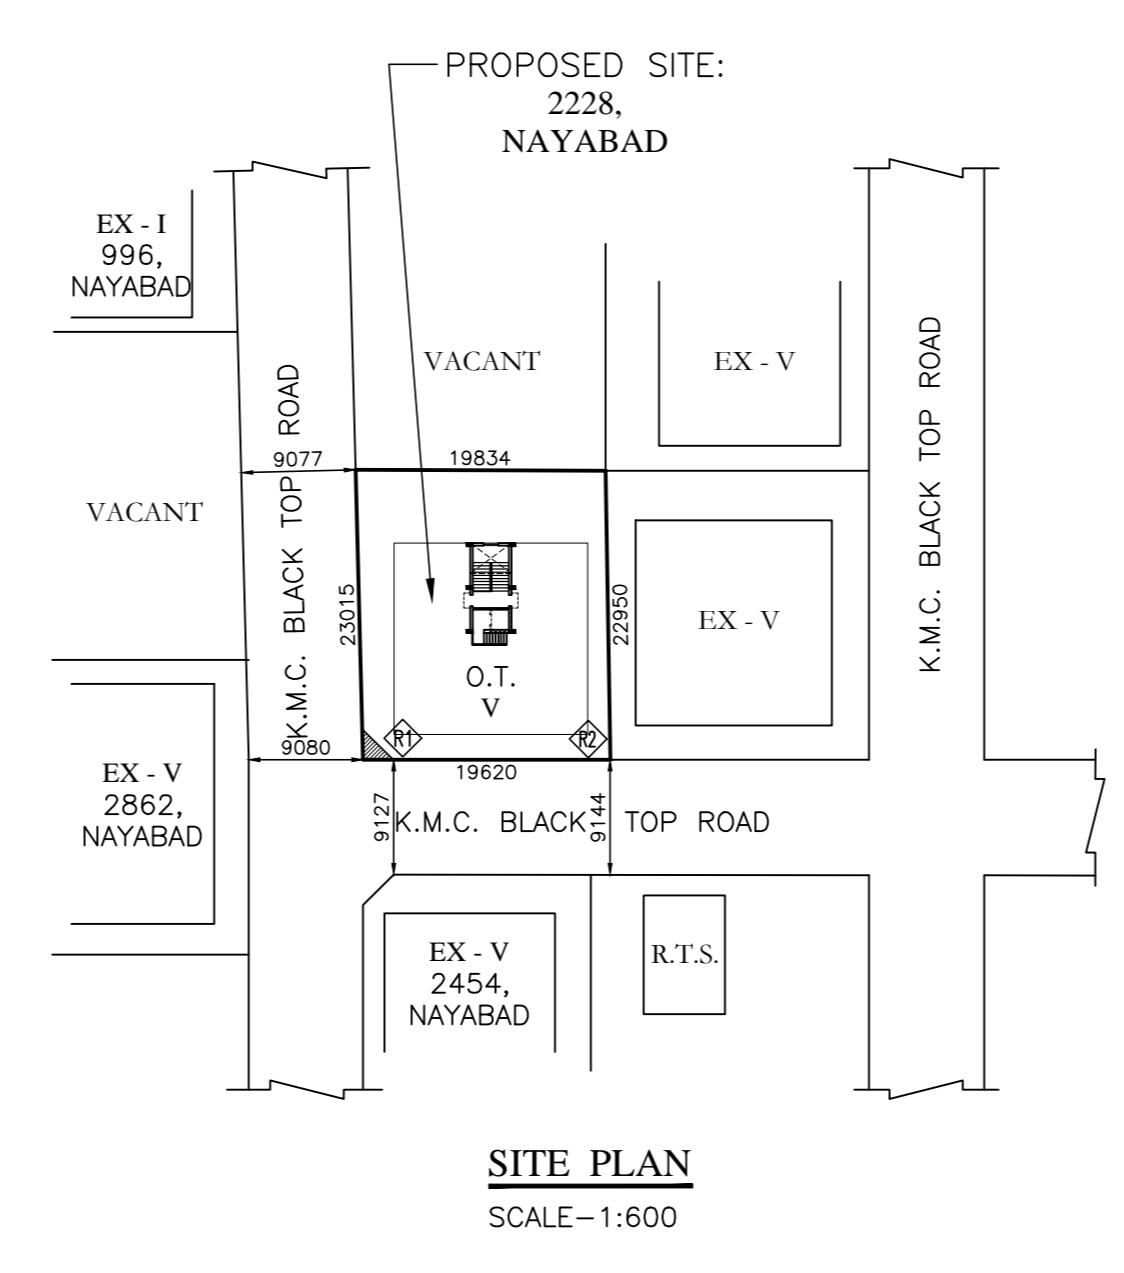 PROPOSED SITE:
2228,
NAYABAD
EX - I
996,
NAYABAD
VACANT
EX - V
K.M.C. BLACK TOP ROAD
K.M.C. BLACK TOP ROAD
9077
19834
VACANT
23015
22950
EX - V
O.T.
V
R1
R2
9080
19620
EX - V
2862,
NAYABAD
9127
K.M.C. BLACK TOP ROAD
9144
EX - V
2454,
NAYABAD
R.T.S.
SITE PLAN
SCALE-1:600